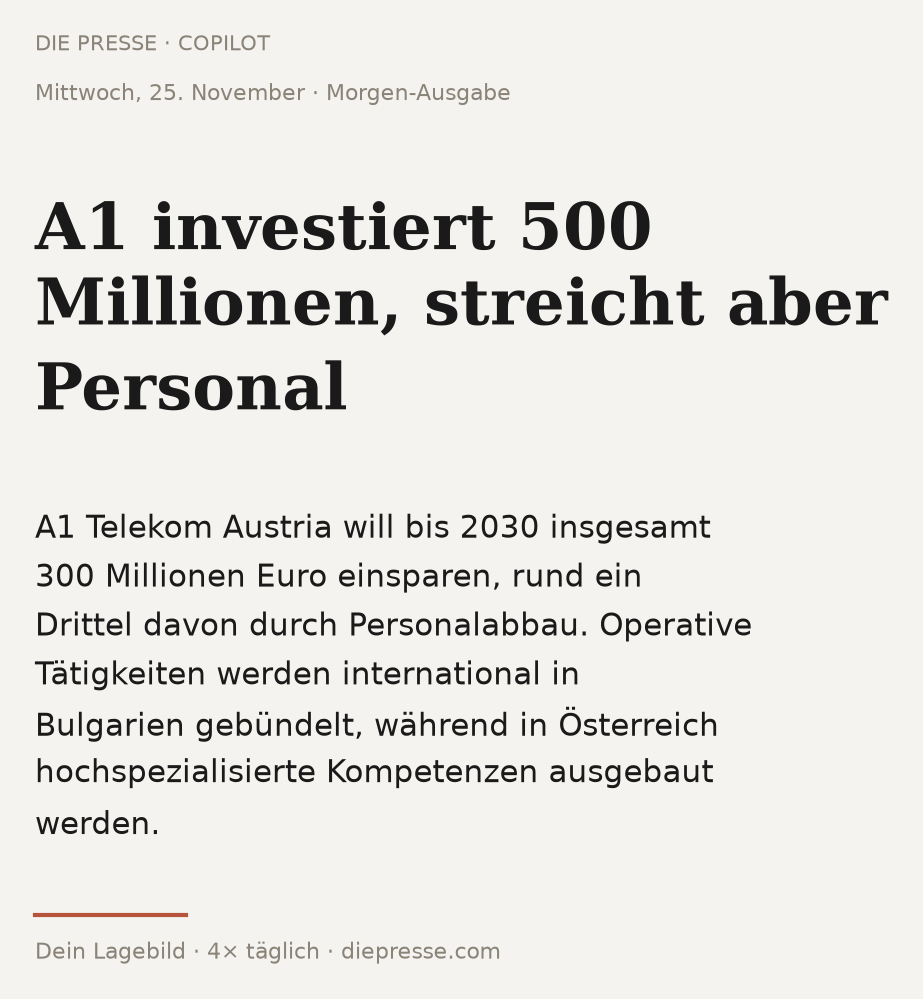 DIE PRESSE · COPILOT
Mittwoch, 25. November · Morgen-Ausgabe
A1 investiert 500
Millionen, streicht aber
Personal
A1 Telekom Austria will bis 2030 insgesamt
300 Millionen Euro einsparen, rund ein
Drittel davon durch Personalabbau. Operative
Tätigkeiten werden international in
Bulgarien gebündelt, während in Österreich
hochspezialisierte Kompetenzen ausgebaut
werden.
Dein Lagebild · 4× täglich · diepresse.com